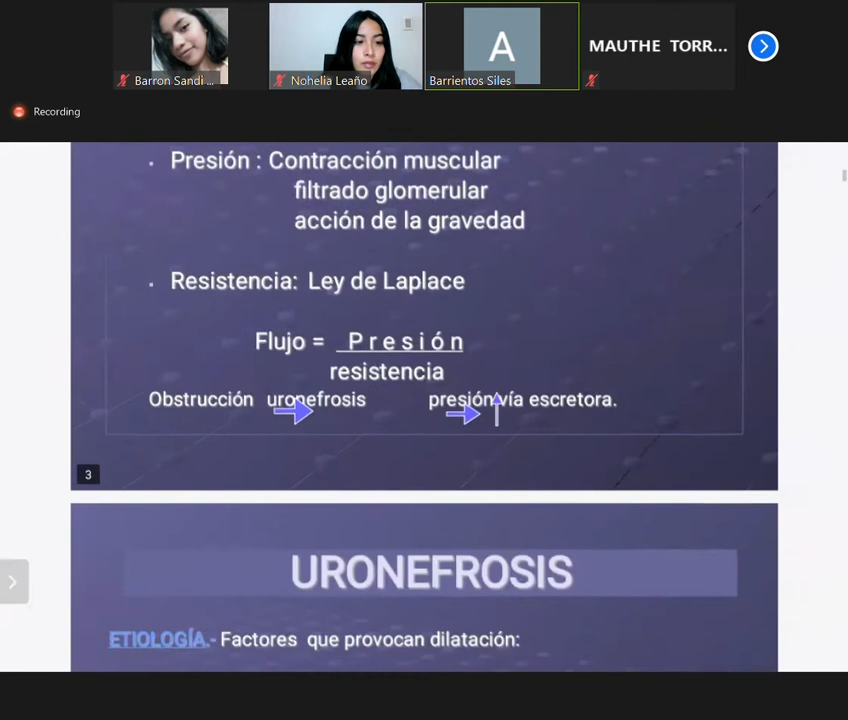 Barron Sandi ...
Nohelia Leaño
A
Barrientos Siles
MAUTHE TORR...
Recording
Presión : Contracción muscular
filtrado glomerular
acción de la gravedad
Resistencia: Ley de Laplace
Flujo = Presión
resistencia
Obstrucción uronefrosis presión vía escretora.
3
URONEFROSIS
ETIOLOGÍA.- Factores que provocan dilatación: